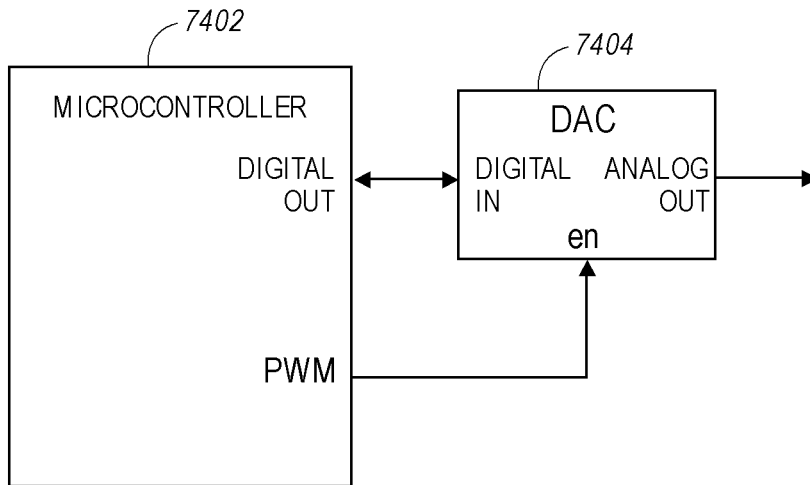 7402
MICROCONTROLLER
DIGITAL
OUT
PWM
7404
DAC
DIGITAL
IN
ANALOG
OUT
en